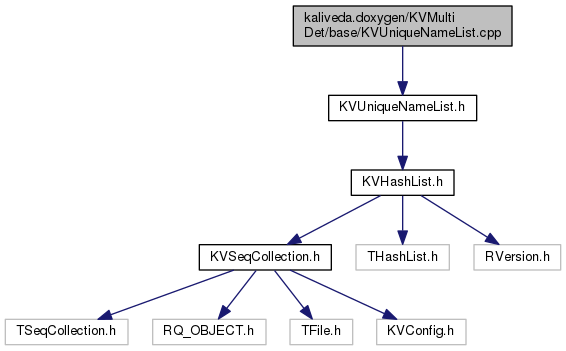 kaliveda.doxygen/KVMulti
Det/base/KVUniqueNameList.cpp
KVUniqueNameList.h
KVHashList.h
KVSeqCollection.h
THashList.h
RVersion.h
TSeqCollection.h
RQ_OBJECT.h
TFile.h
KVConfig.h